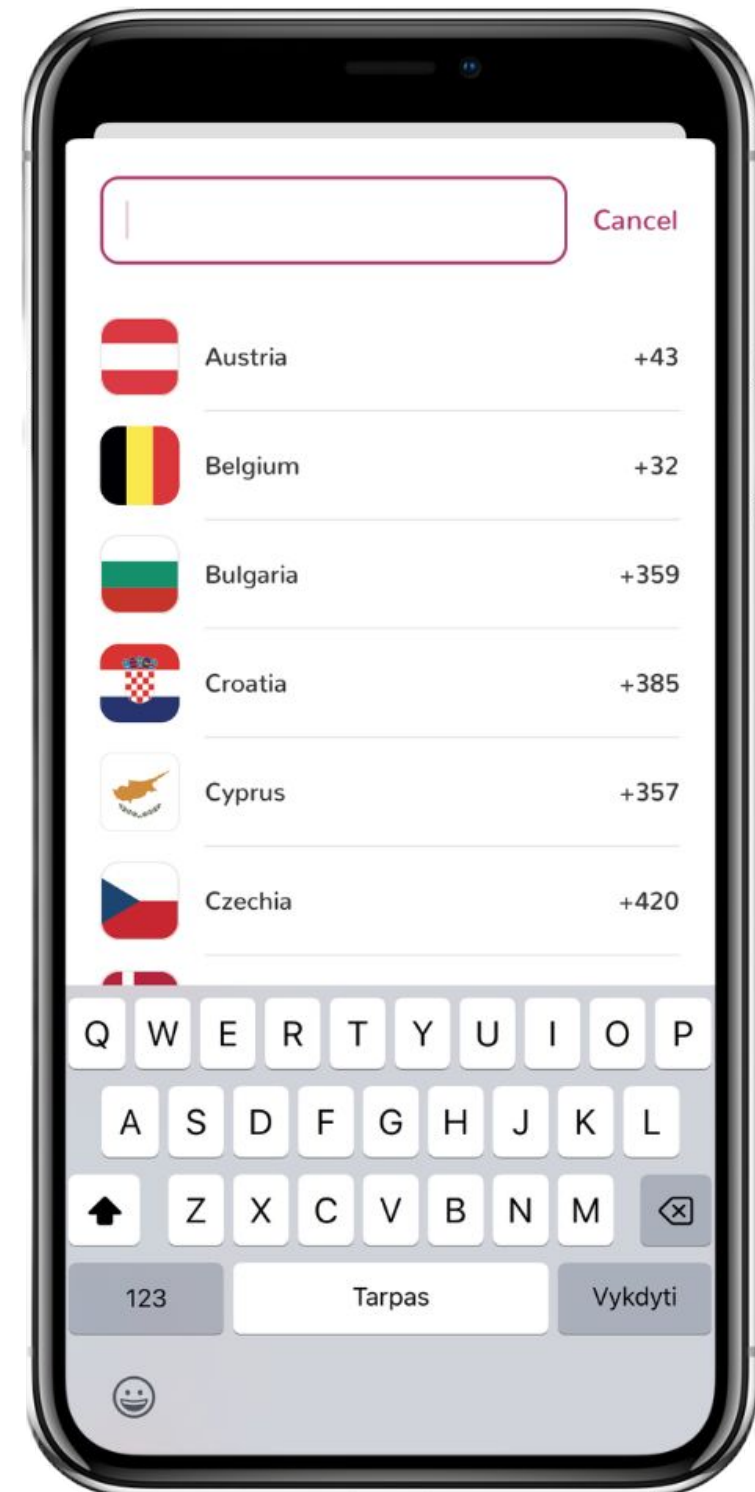 Cancel
Austria +43
Belgium +32
Bulgaria +359
Croatia +385
Cyprus +357
Czechia +420
Q W E R T Y U I O P
A S D F G H J K L
Z X C V B N M
123 Tarpas Vykdyti